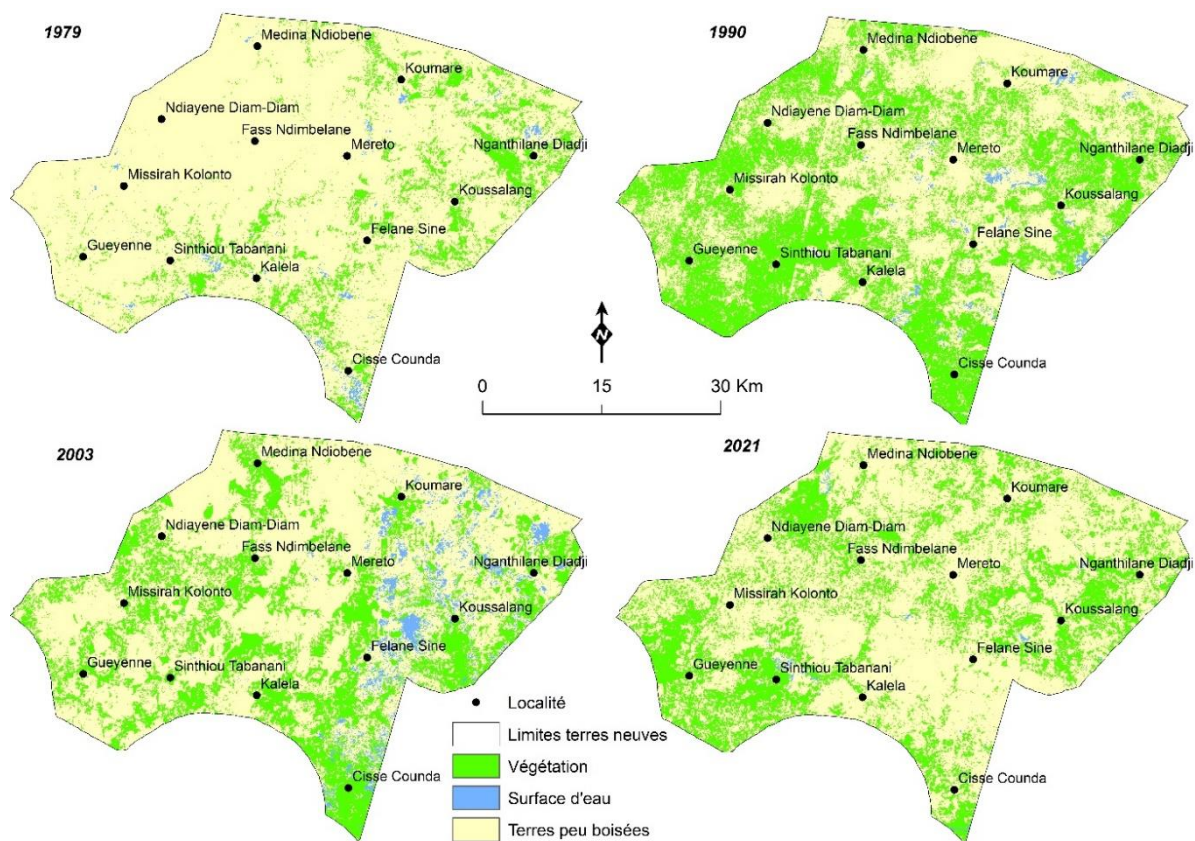 1979
Medina Ndiobene
Koumare
Ndiayene Diam-Diam
Fass Ndimbelane
Mereto
Nganthilane Diadji
Missirah Kolonto
Koussalang
Felane Sine
Gueyenne
Sinthiou Tabanani
Kalela
Cisse Counda
1990
Medina Ndiobene
Koumare
Ndiayene Diam-Diam
Fass Ndimbelane
Mereto
Nganthilane Diadji
Missirah Kolonto
Koussalang
Felane Sine
Gueyenne
Sinthiou Tabanani
Kalela
Cisse Counda
N
0 15 30 Km
2003
Medina Ndiobene
Koumare
Ndiayene Diam-Diam
Fass Ndimbelane
Mereto
Nganthilane Diadji
Missirah Kolonto
Koussalang
Felane Sine
Gueyenne
Sinthiou Tabanani
Kalela
Cisse Counda
2021
Medina Ndiobene
Koumare
Ndiayene Diam-Diam
Fass Ndimbelane
Mereto
Nganthilane Diadji
Missirah Kolonto
Koussalang
Felane Sine
Gueyenne
Sinthiou Tabanani
Kalela
Cisse Counda
Localité
Limites terres neuves
Végétation
Surface d'eau
Terres peu boisées